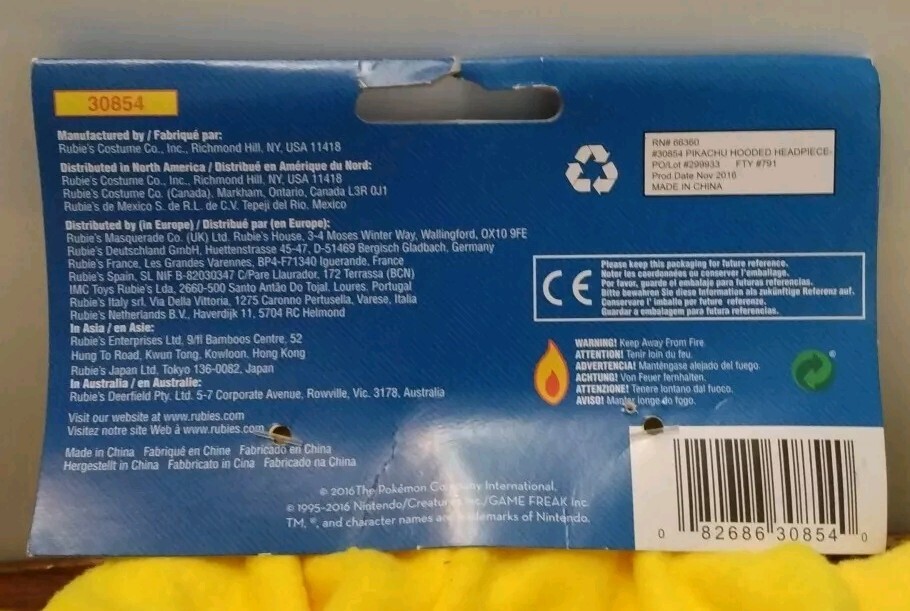 30854
Manufactured by / Fabriqué par:
Rubie's Costume Co., Inc., Richmond Hill, NY, USA 11418
Distributed in North America / Distribué en Amérique du Nord:
Rubie's Costume Co., Inc., Richmond Hill, NY, USA 11418
Rubie's Costume Co. (Canada), Markham, Ontario, Canada L3R 0J1
Rubie's de Mexico S. de R.L. de C.V. Tepeji del Rio, Mexico
Distributed by (in Europe) / Distribué par (en Europe):
Rubie's Masquerade Co. (UK) Ltd. Rubie's House, 3-4 Moses Winter Way, Wallingford, OX10 9FE
Rubie's Deutschland GmbH, Huettenstrasse 45-47, D-51469 Bergisch Gladbach, Germany
Rubie's France, Les Grandes Varennes, BP4-F71340 Iguerande, France
Rubie's Spain, SL NIF B-82030347 C/Pare Llaurador, 172 Terrassa (BCN)
IMC Toys Rubie's Lda, 2660-500 Santo Antão Do Tojal, Loures, Portugal
Rubie's Italy srl, Via Della Vittoria, 1275 Caronno Pertusella, Varese, Italia
Rubie's Netherlands B.V., Haverdijk 11, 5704 RC Helmond
In Asia / en Asie:
Rubie's Enterprises Ltd, 9/fl Bamboos Centre, 52
Hung To Road, Kwun Tong, Kowloon, Hong Kong
Rubie's Japan Ltd, Tokyo 136-0082, Japan
In Australia / en Australie:
Rubie's Deerfield Pty. Ltd. 5-7 Corporate Avenue, Rowville, Vic. 3178, Australia
Visit our website at www.rubies.com
Visitez notre site Web à www.rubies.com
Made in China Fabriqué en Chine Fabricado en China
Hergestellt in China Fabbricato in Cina Fabricado na China
© 2016 The Pokémon International.
© 1995-2016 Nintendo/Creatures Inc./GAME FREAK inc.
TM, ®, and character names are trademarks of Nintendo.
RN# 68360
#30854 PIKACHU HOODED HEADPIECE-
PO/Lot #299933 FTY #791
Prod.Date Nov 2016
MADE IN CHINA
CE
Please keep this packaging for future reference.
Noter les coordonnées ou conserver l'emballage.
Por favor, guarde el embalaje para futuras referencias.
Bitte bewahren Sie diese Information als zukünftige Referenz auf.
Conservare l' imballo per future referenze.
Guardar a embalagem para futura referencias.
WARNING! Keep Away From Fire.
ATTENTION! Tenir loin du feu.
ADVERTENCIA! Manténgase alejado del fuego.
ACHTUNG! Von Feuer fernhalten.
ATTENZIONE! Tenere lontano dal fuoco.
AVISO! Manter longe do fogo.
®
0 82686 30854 0